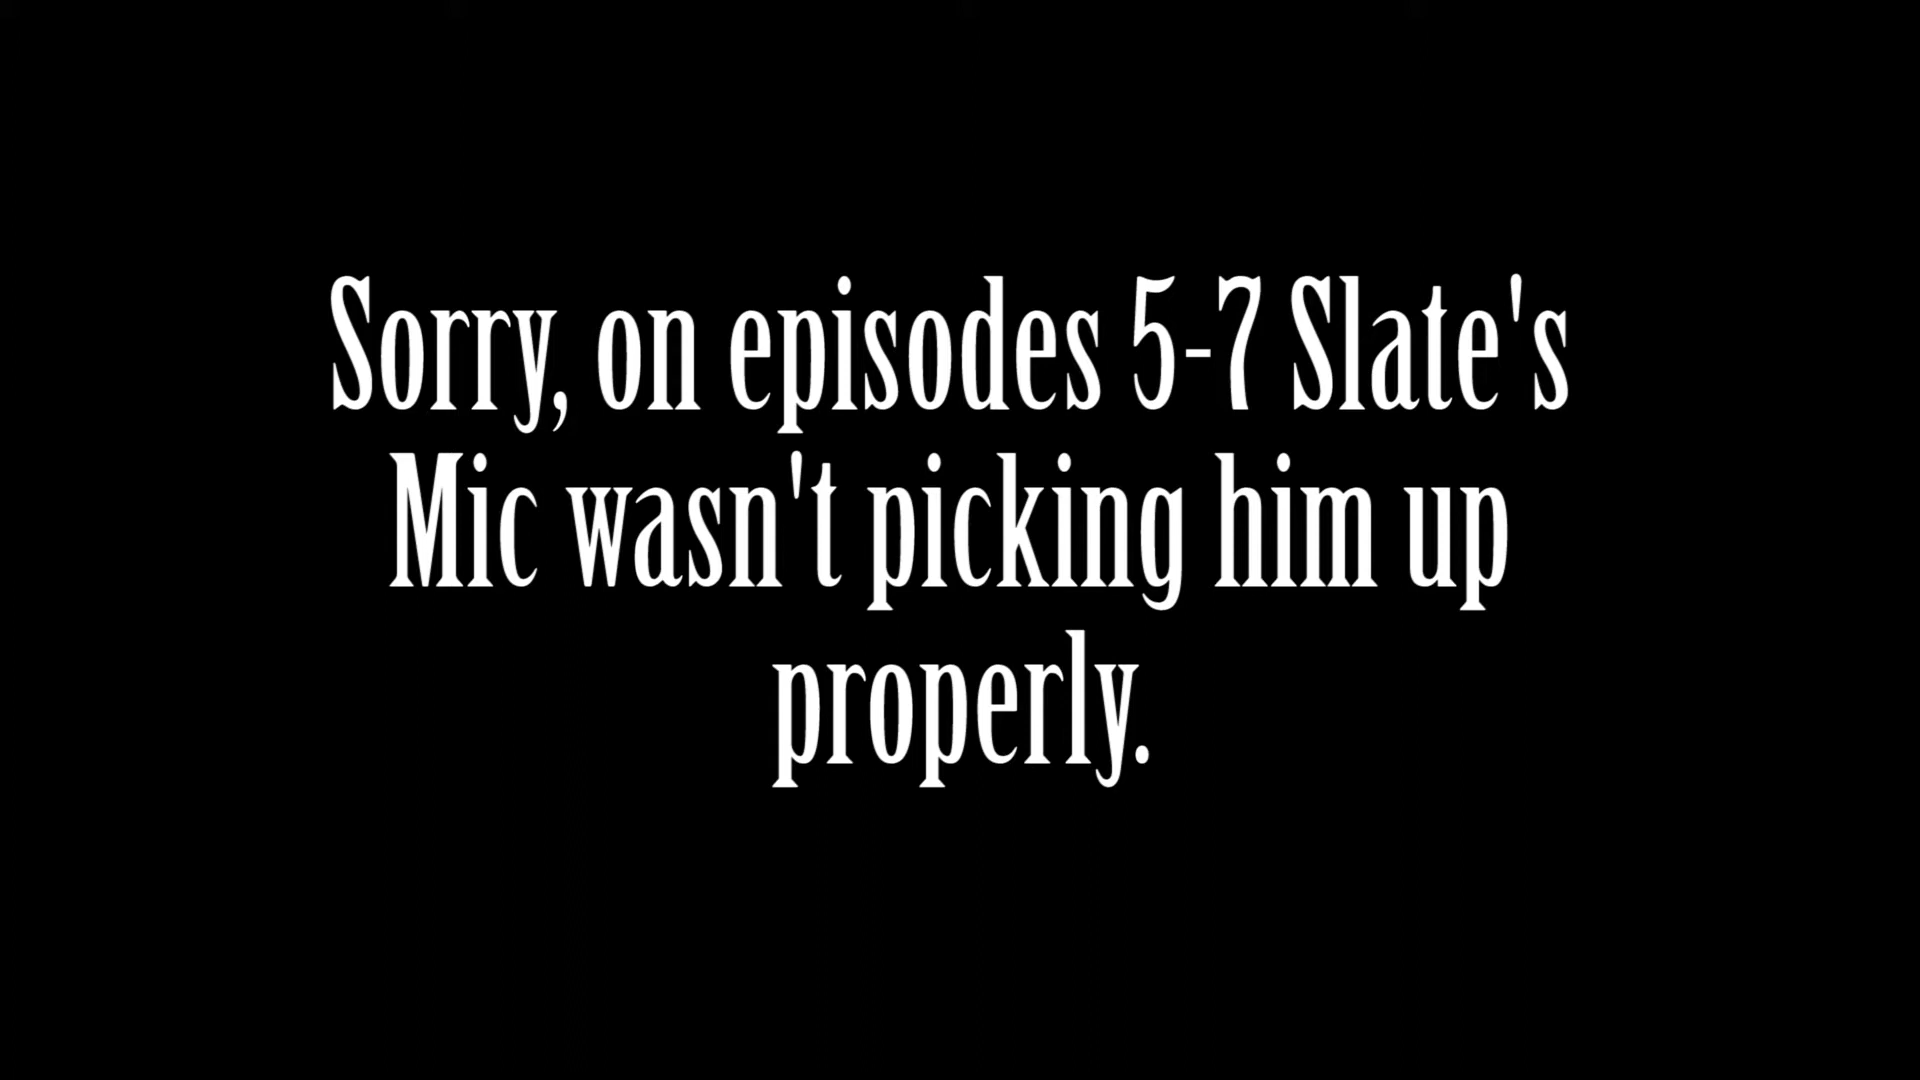 Sorry, on episodes 5-7 Slate's
Mic wasn't picking him up
properly.